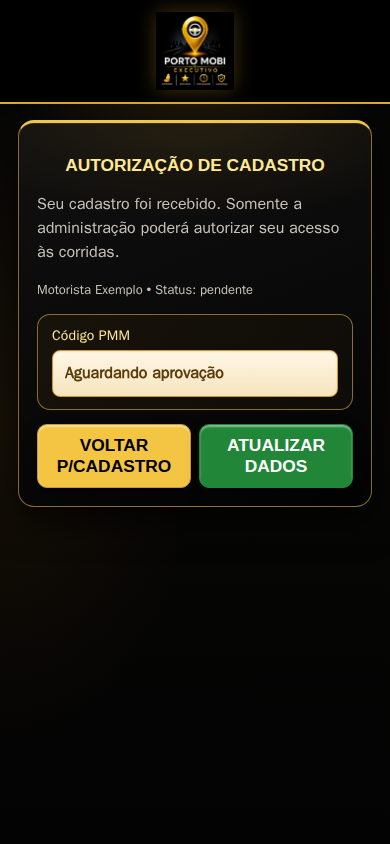 PORTO MOBI
EXECUTIVO
AUTORIZAÇÃO DE CADASTRO
Seu cadastro foi recebido. Somente a
administração poderá autorizar seu acesso
às corridas.
Motorista Exemplo • Status: pendente
Código PMM
Aguardando aprovação
VOLTAR
P/CADASTRO
ATUALIZAR
DADOS